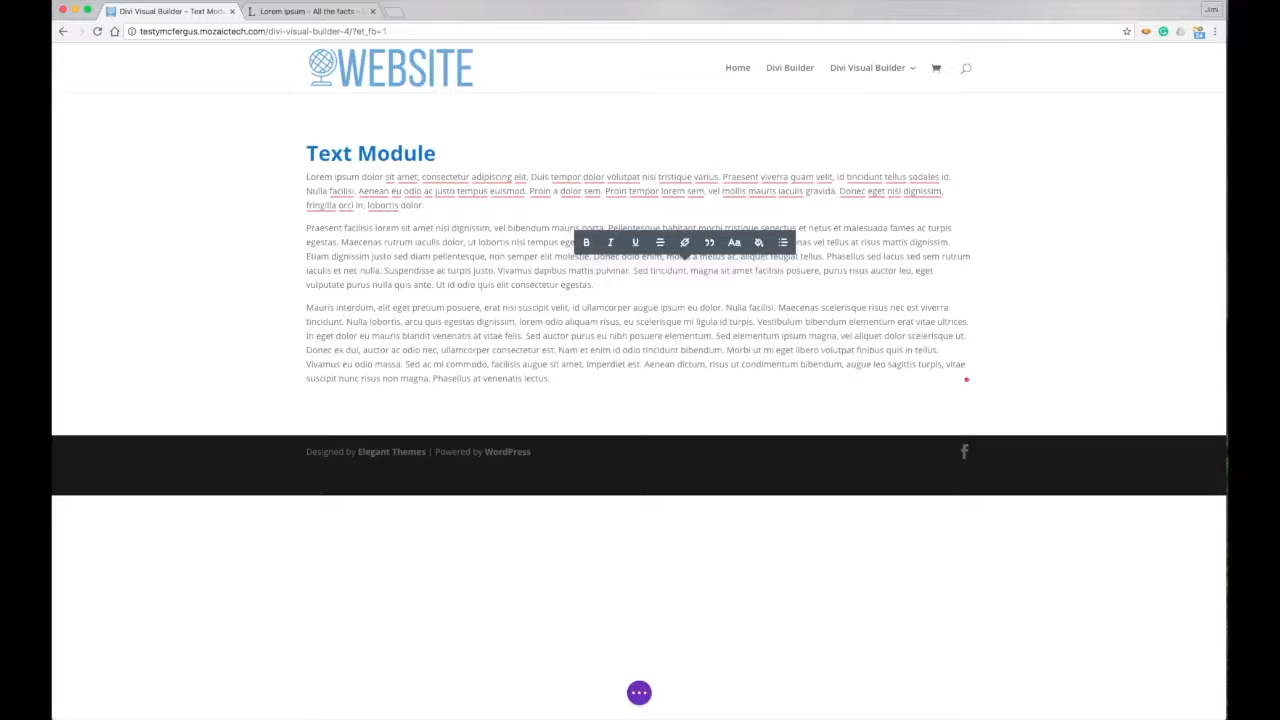 Divi Visual Builder – Text Modu
Lorem Ipsum - All the facts - L
Jimi
testymcfergus.mozaictech.com/divi-visual-builder-4/?et_fb=1
WEBSITE
Home Divi Builder Divi Visual Builder
Text Module
Lorem ipsum dolor sit amet, consectetur adipiscing elit. Duis tempor dolor volutpat nisi tristique varius. Praesent viverra quam velit, id tincidunt tellus sodales id.
Nulla facilisi. Aenean eu odio ac justo tempus euismod. Proin a dolor sem. Proin tempor lorem sem, vel mollis mauris iaculis gravida. Donec eget nisi dignissim,
fringilla orci in, lobortis dolor.
Praesent facilisis lorem sit amet nisi dignissim, vel bibendum mauris porta. Pellentesque habitant morbi tristique senectus et netus et malesuada fames ac turpis
B I U Aa
egestas. Maecenas rutrum iaculis dolor, ut lobortis nisi tempus ege nas vel tellus at risus mattis dignissim.
Etiam dignissim justo sed diam pellentesque, non semper elit molestie. Donec odio enim, mollis a metus ac, aliquet feugiat tellus. Phasellus sed lacus sed sem rutrum
iaculis et nec nulla. Suspendisse ac turpis justo. Vivamus dapibus mattis pulvinar. Sed tincidunt, magna sit amet facilisis posuere, purus risus auctor leo, eget
vulputate purus nulla quis ante. Ut id odio quis elit consectetur egestas.
Mauris interdum, elit eget pretium posuere, erat nisi suscipit velit, id ullamcorper augue ipsum eu dolor. Nulla facilisi. Maecenas scelerisque risus nec est viverra
tincidunt. Nulla lobortis, arcu quis egestas dignissim, lorem odio aliquam risus, eu scelerisque mi ligula id turpis. Vestibulum bibendum elementum erat vitae ultrices.
In eget dolor eu mauris blandit venenatis at vitae felis. Sed auctor purus eu nibh posuere elementum. Sed elementum ipsum magna, vel aliquet dolor scelerisque ut.
Donec ex dui, auctor ac odio nec, ullamcorper consectetur est. Nam et enim id odio tincidunt bibendum. Morbi ut mi eget libero volutpat finibus quis in tellus.
Vivamus eu odio massa. Sed ac mi commodo, facilisis augue sit amet, imperdiet est. Aenean dictum, risus ut condimentum bibendum, augue leo sagittis turpis, vitae
suscipit nunc risus non magna. Phasellus at venenatis lectus.
Designed by Elegant Themes | Powered by WordPress